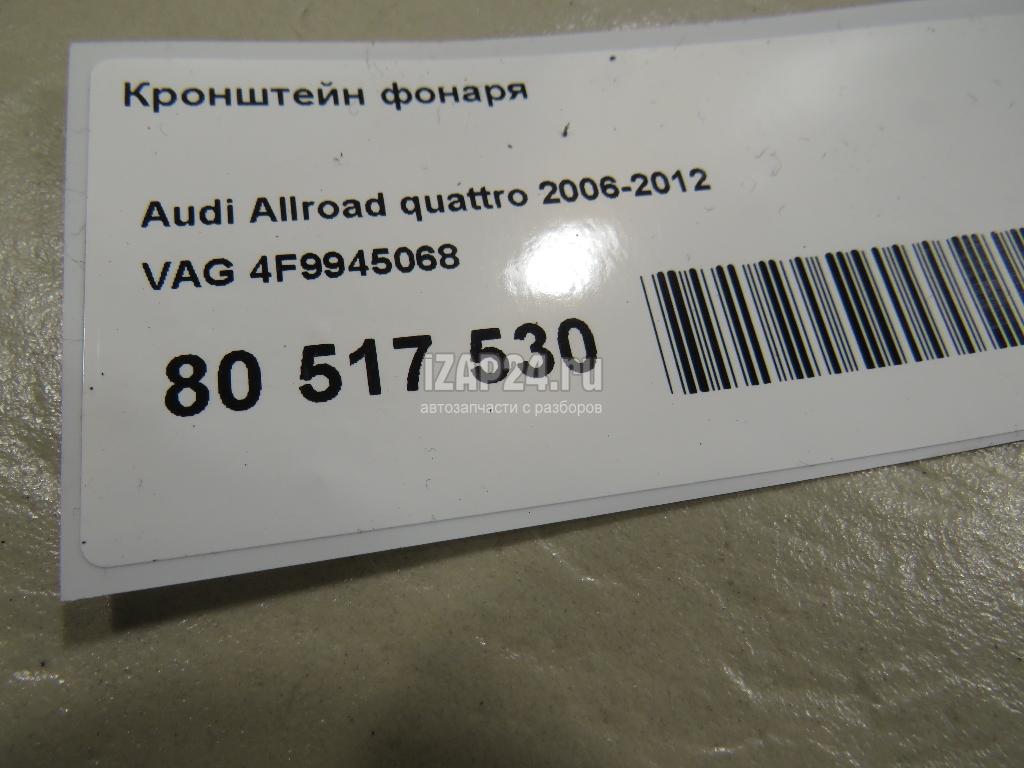 Кронштейн фонаря
Audi Allroad quattro 2006-2012
VAG 4F9945068
80 517 530
iZAP24.ru
автозапчасти с разборов